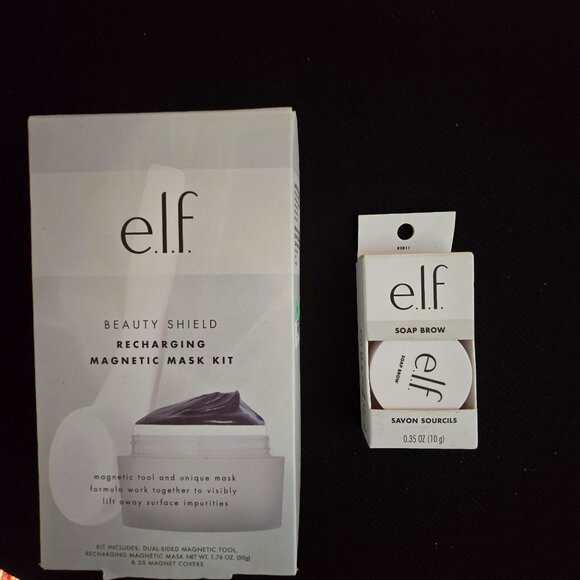 e.l.f.
BEAUTY SHIELD
RECHARGING
MAGNETIC MASK KIT
magnetic tool and unique mask
formula work together to visibly
lift away surface impurities
KIT INCLUDES: DUAL-SIDED MAGNETIC TOOL,
RECHARGING MAGNETIC MASK NET WT. 1.76 OZ. (50g)
& 20 MAGNET COVERS
82811
e.l.f.
SOAP BROW
e.l.f.
SOAP BROW
SAVON SOURCILS
0.35 OZ (10 g)